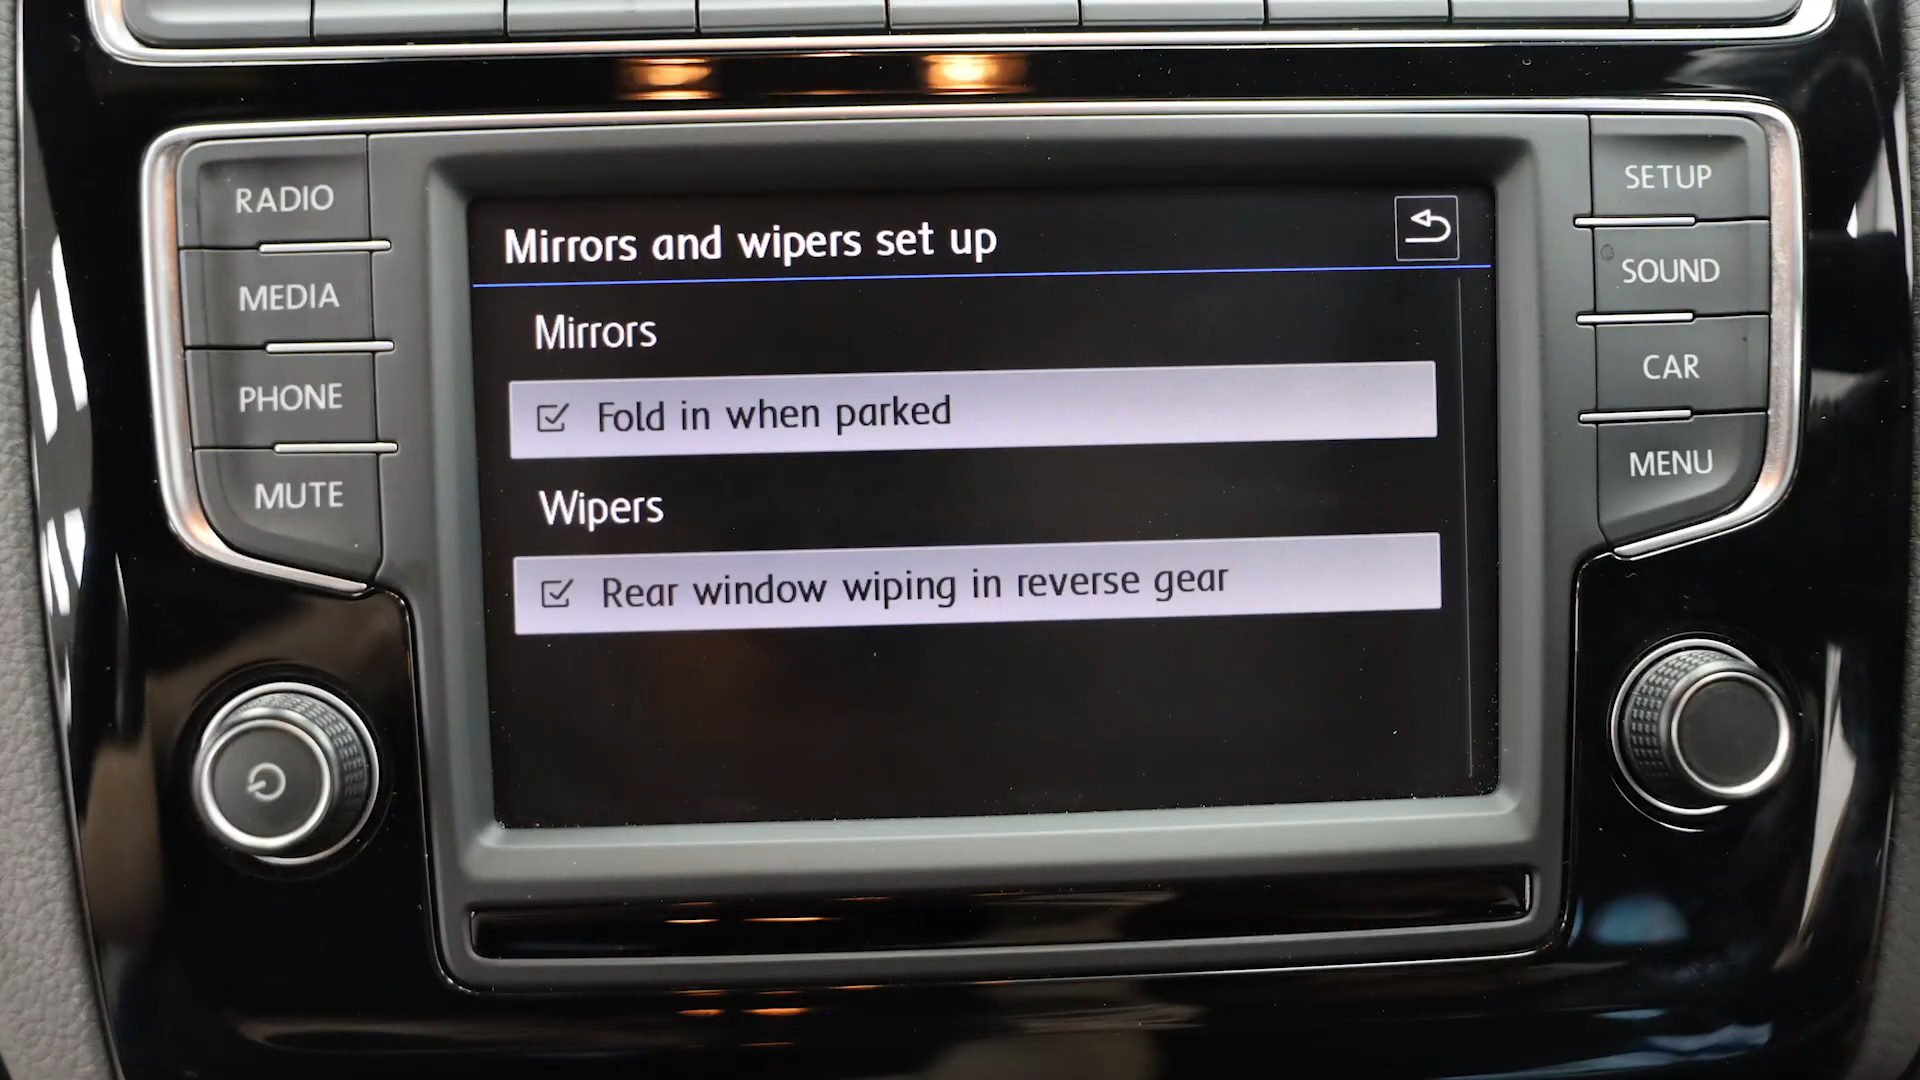 RADIO
MEDIA
PHONE
MUTE
Mirrors and wipers set up
Mirrors
Fold in when parked
Wipers
Rear window wiping in reverse gear
SETUP
SOUND
CAR
MENU